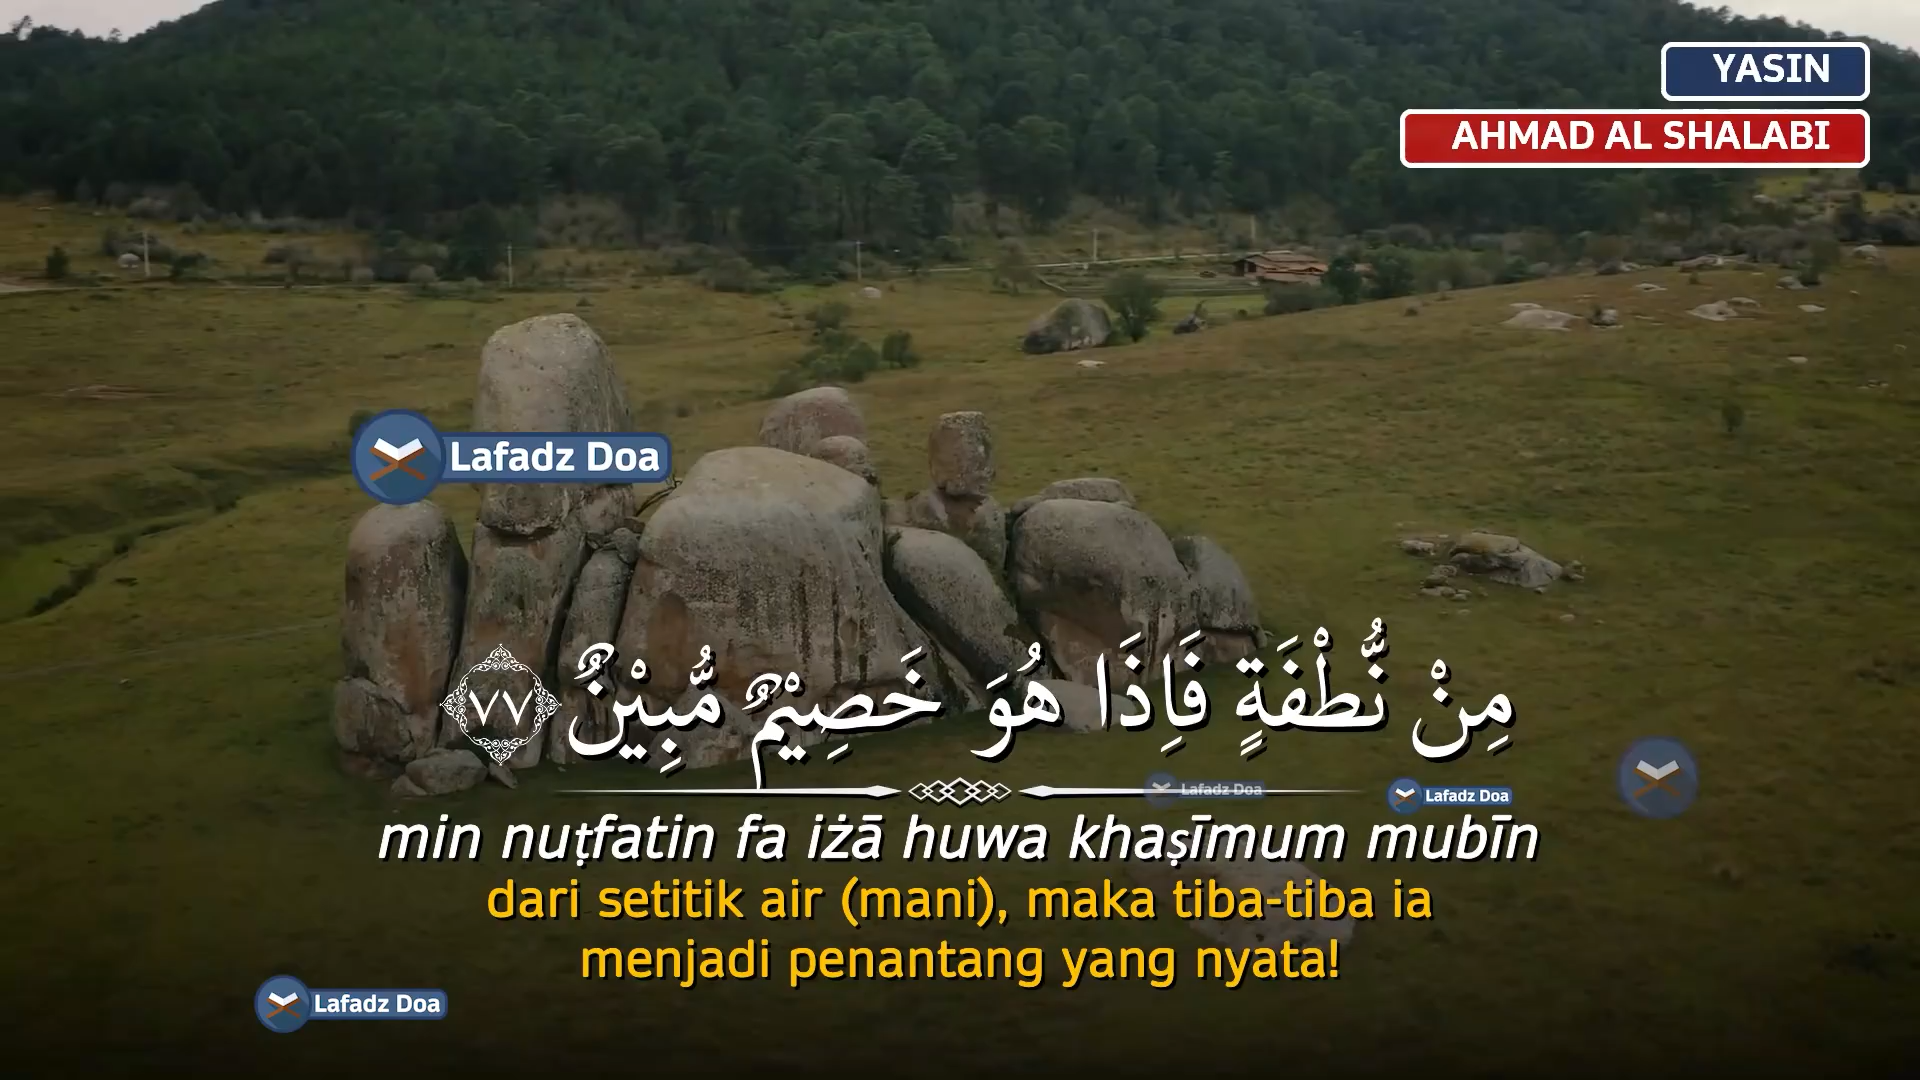 YASIN
AHMAD AL SHALABI
Lafadz Doa
مِنْ نُّطْفَةٍ فَاِذَا هُوَ خَصِيْمٌ مُّبِيْنٌ ٧٧
Lafadz Doa
Lafadz Doa
min nuṭfatin fa iżā huwa khaṣīmum mubīn
dari setitik air (mani), maka tiba-tiba ia
menjadi penantang yang nyata!
Lafadz Doa